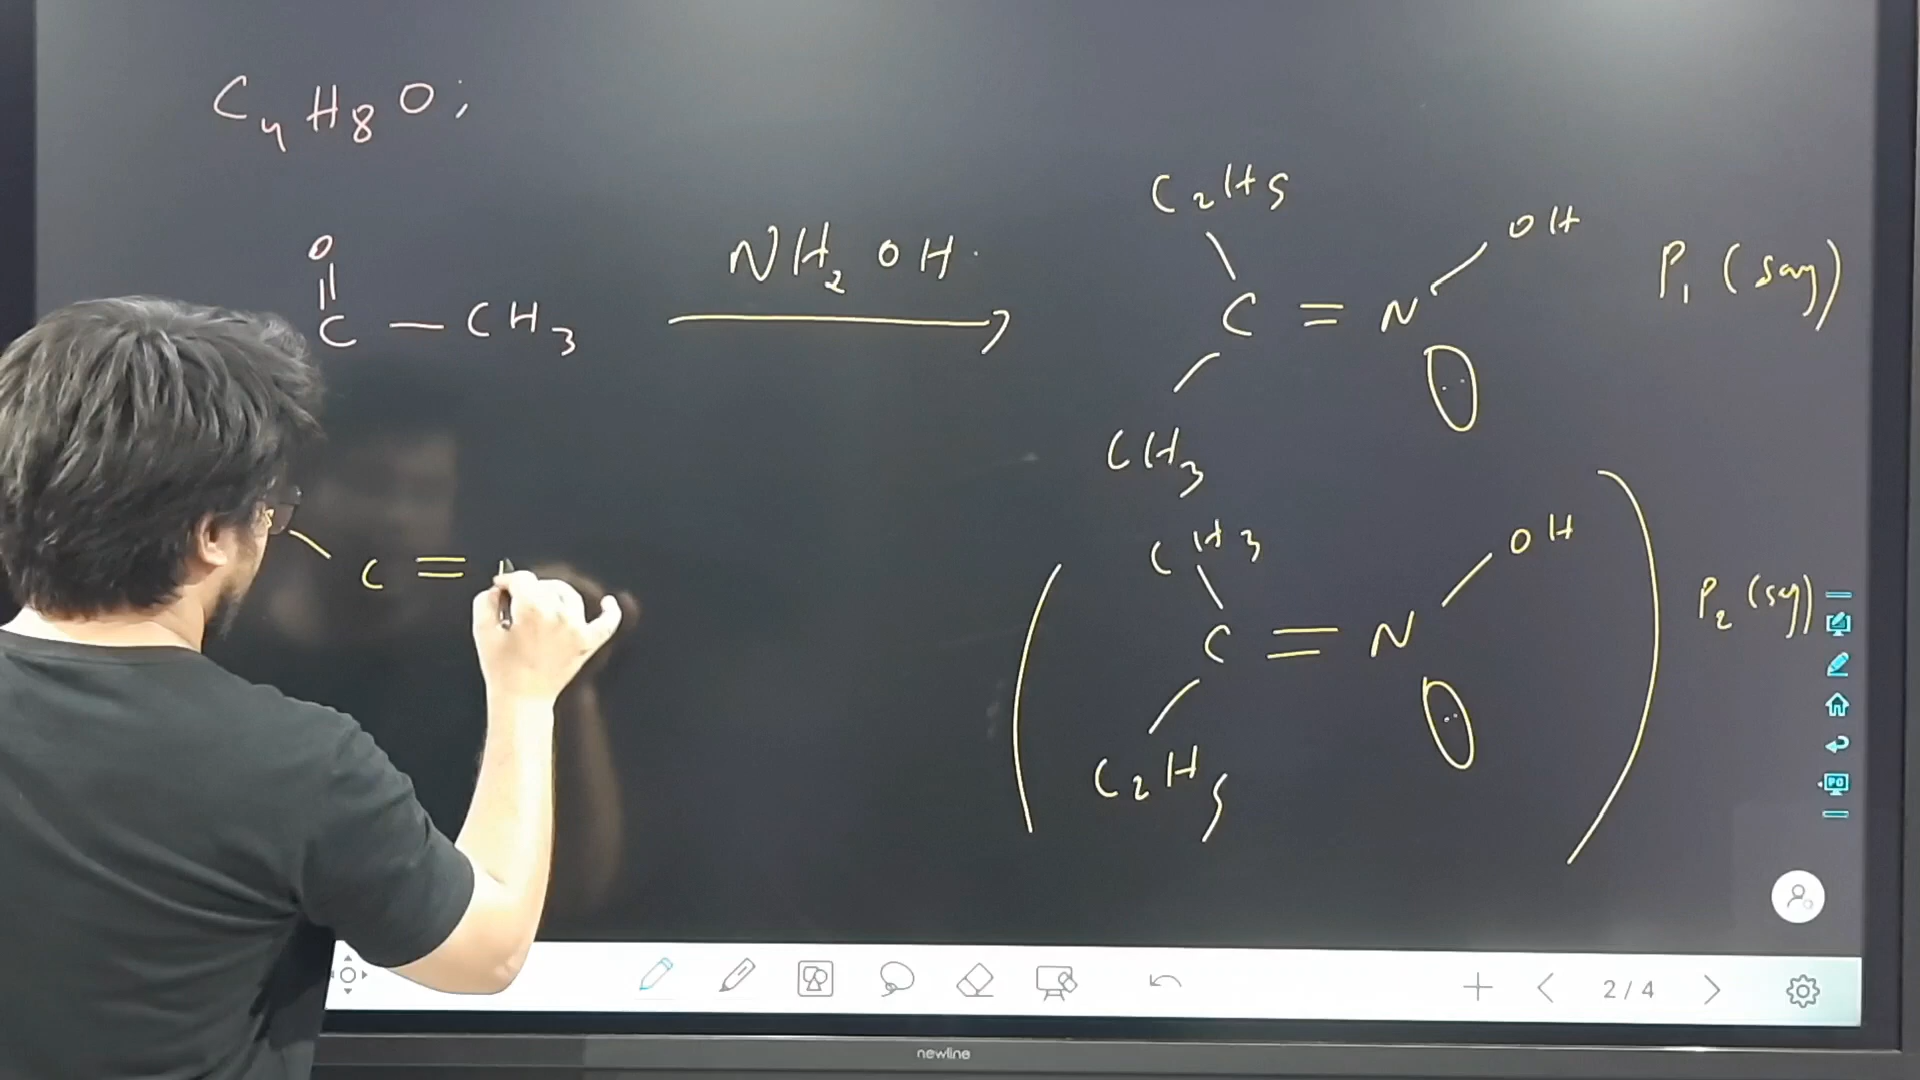 C4H8O;
O
C — CH3
NH2OH
C2H5
OH
C = N
CH3
P1 (say)
CH3
OH
C = N
C2H5
P2 (say)
C =
2 / 4
newline